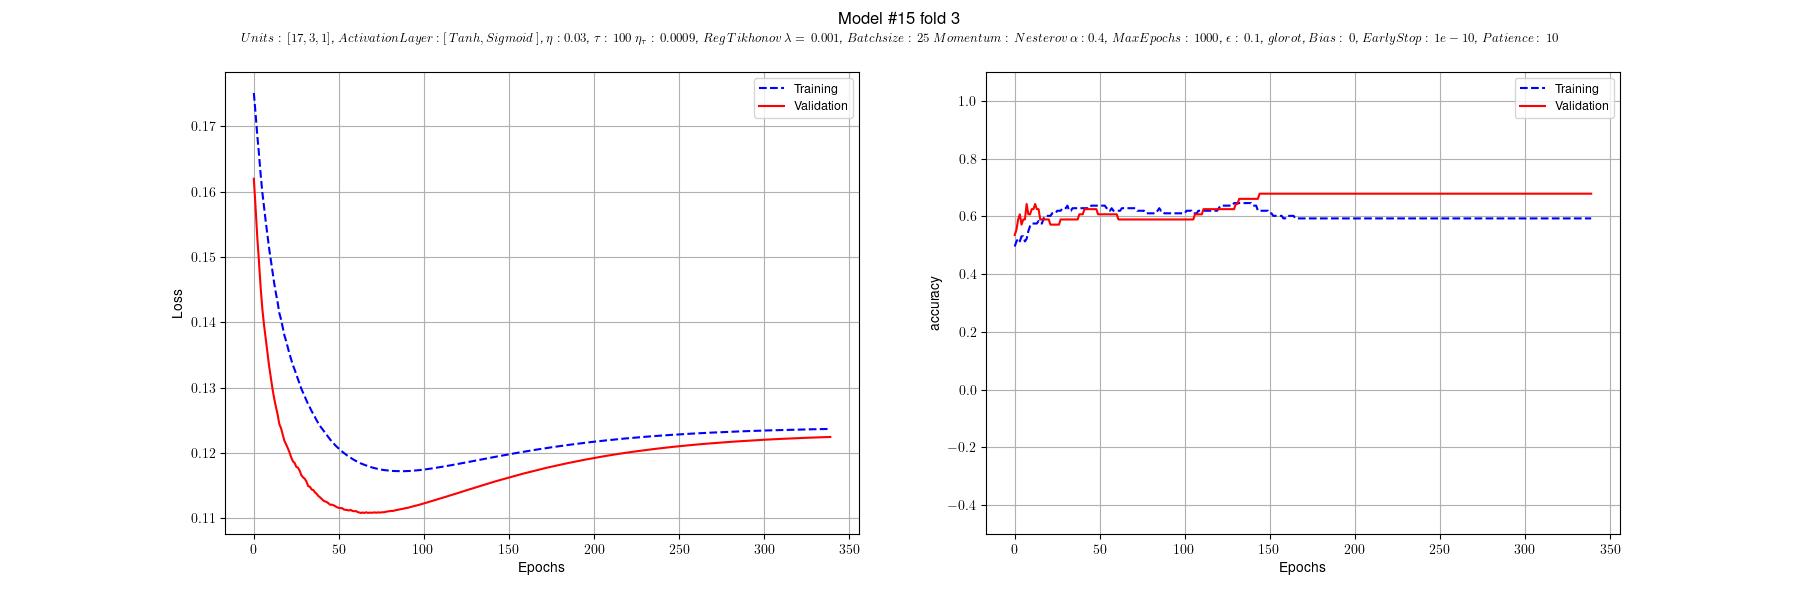 Model #15 fold 3
Units : [17, 3, 1], ActivationLayer : [ Tanh, Sigmoid ], η : 0.03, τ : 100 ητ : 0.0009, RegTikhonov λ = 0.001, Batchsize : 25 Momentum : Nesterov α : 0.4, MaxEpochs : 1000, ϵ : 0.1, glorot, Bias : 0, EarlyStop : 1e − 10, Patience : 10
Training
Validation
0.17
0.16
0.15
0.14
0.13
0.12
0.11
Loss
0 50 100 150 200 250 300 350
Epochs
Training
Validation
1.0
0.8
0.6
0.4
0.2
0.0
−0.2
−0.4
accuracy
0 50 100 150 200 250 300 350
Epochs